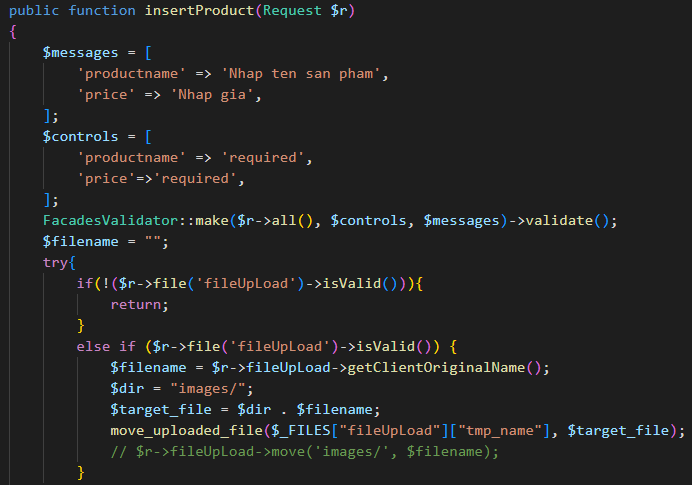 public function insertProduct(Request $r)
{
    $messages = [
        'productname' => 'Nhap ten san pham',
        'price' => 'Nhap gia',
    ];
    $controls = [
        'productname' => 'required',
        'price'=>'required',
    ];
    FacadesValidator::make($r->all(), $controls, $messages)->validate();
    $filename = "";
    try{
        if(!($r->file('fileUpLoad')->isValid())){
            return;
        }
        else if ($r->file('fileUpLoad')->isValid()) {
            $filename = $r->fileUpLoad->getClientOriginalName();
            $dir = "images/";
            $target_file = $dir . $filename;
            move_uploaded_file($_FILES["fileUpLoad"]["tmp_name"], $target_file);
            // $r->fileUpLoad->move('images/', $filename);
        }